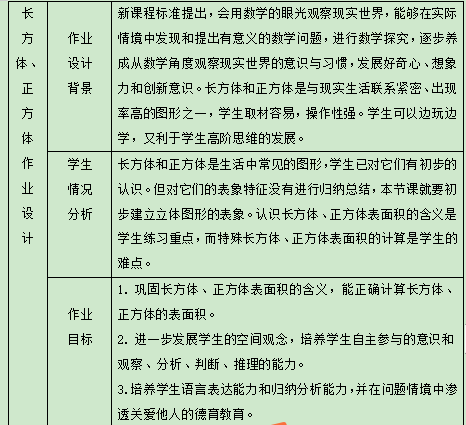 长
方
体、
正
方
体
作
业
设
计
作业
设计
背景
新课程标准提出，会用数学的眼光观察现实世界，能够在实际
情境中发现和提出有意义的数学问题，进行数学探究，逐步养
成从数学角度观察现实世界的意识与习惯，发展好奇心、想象
力和创新意识。长方体和正方体是与现实生活联系紧密、出现
率高的图形之一，学生取材容易，操作性强。学生可以边玩边
学，又利于学生高阶思维的发展。
学生
情况
分析
长方体和正方体是生活中常见的图形，学生已对它们有初步的
认识。但对它们的表象特征没有进行归纳总结，本节课就要初
步建立立体图形的表象。认识长方体、正方体表面积的含义是
学生练习重点，而特殊长方体、正方体表面积的计算是学生的
难点。
作业
目标
1. 巩固长方体、正方体表面积的含义，能正确计算长方体、
正方体的表面积。
2. 进一步发展学生的空间观念，培养学生自主参与的意识和
观察、分析、判断、推理的能力。
3.培养学生语言表达能力和归纳分析能力，并在问题情境中渗
透关爱他人的德育教育。